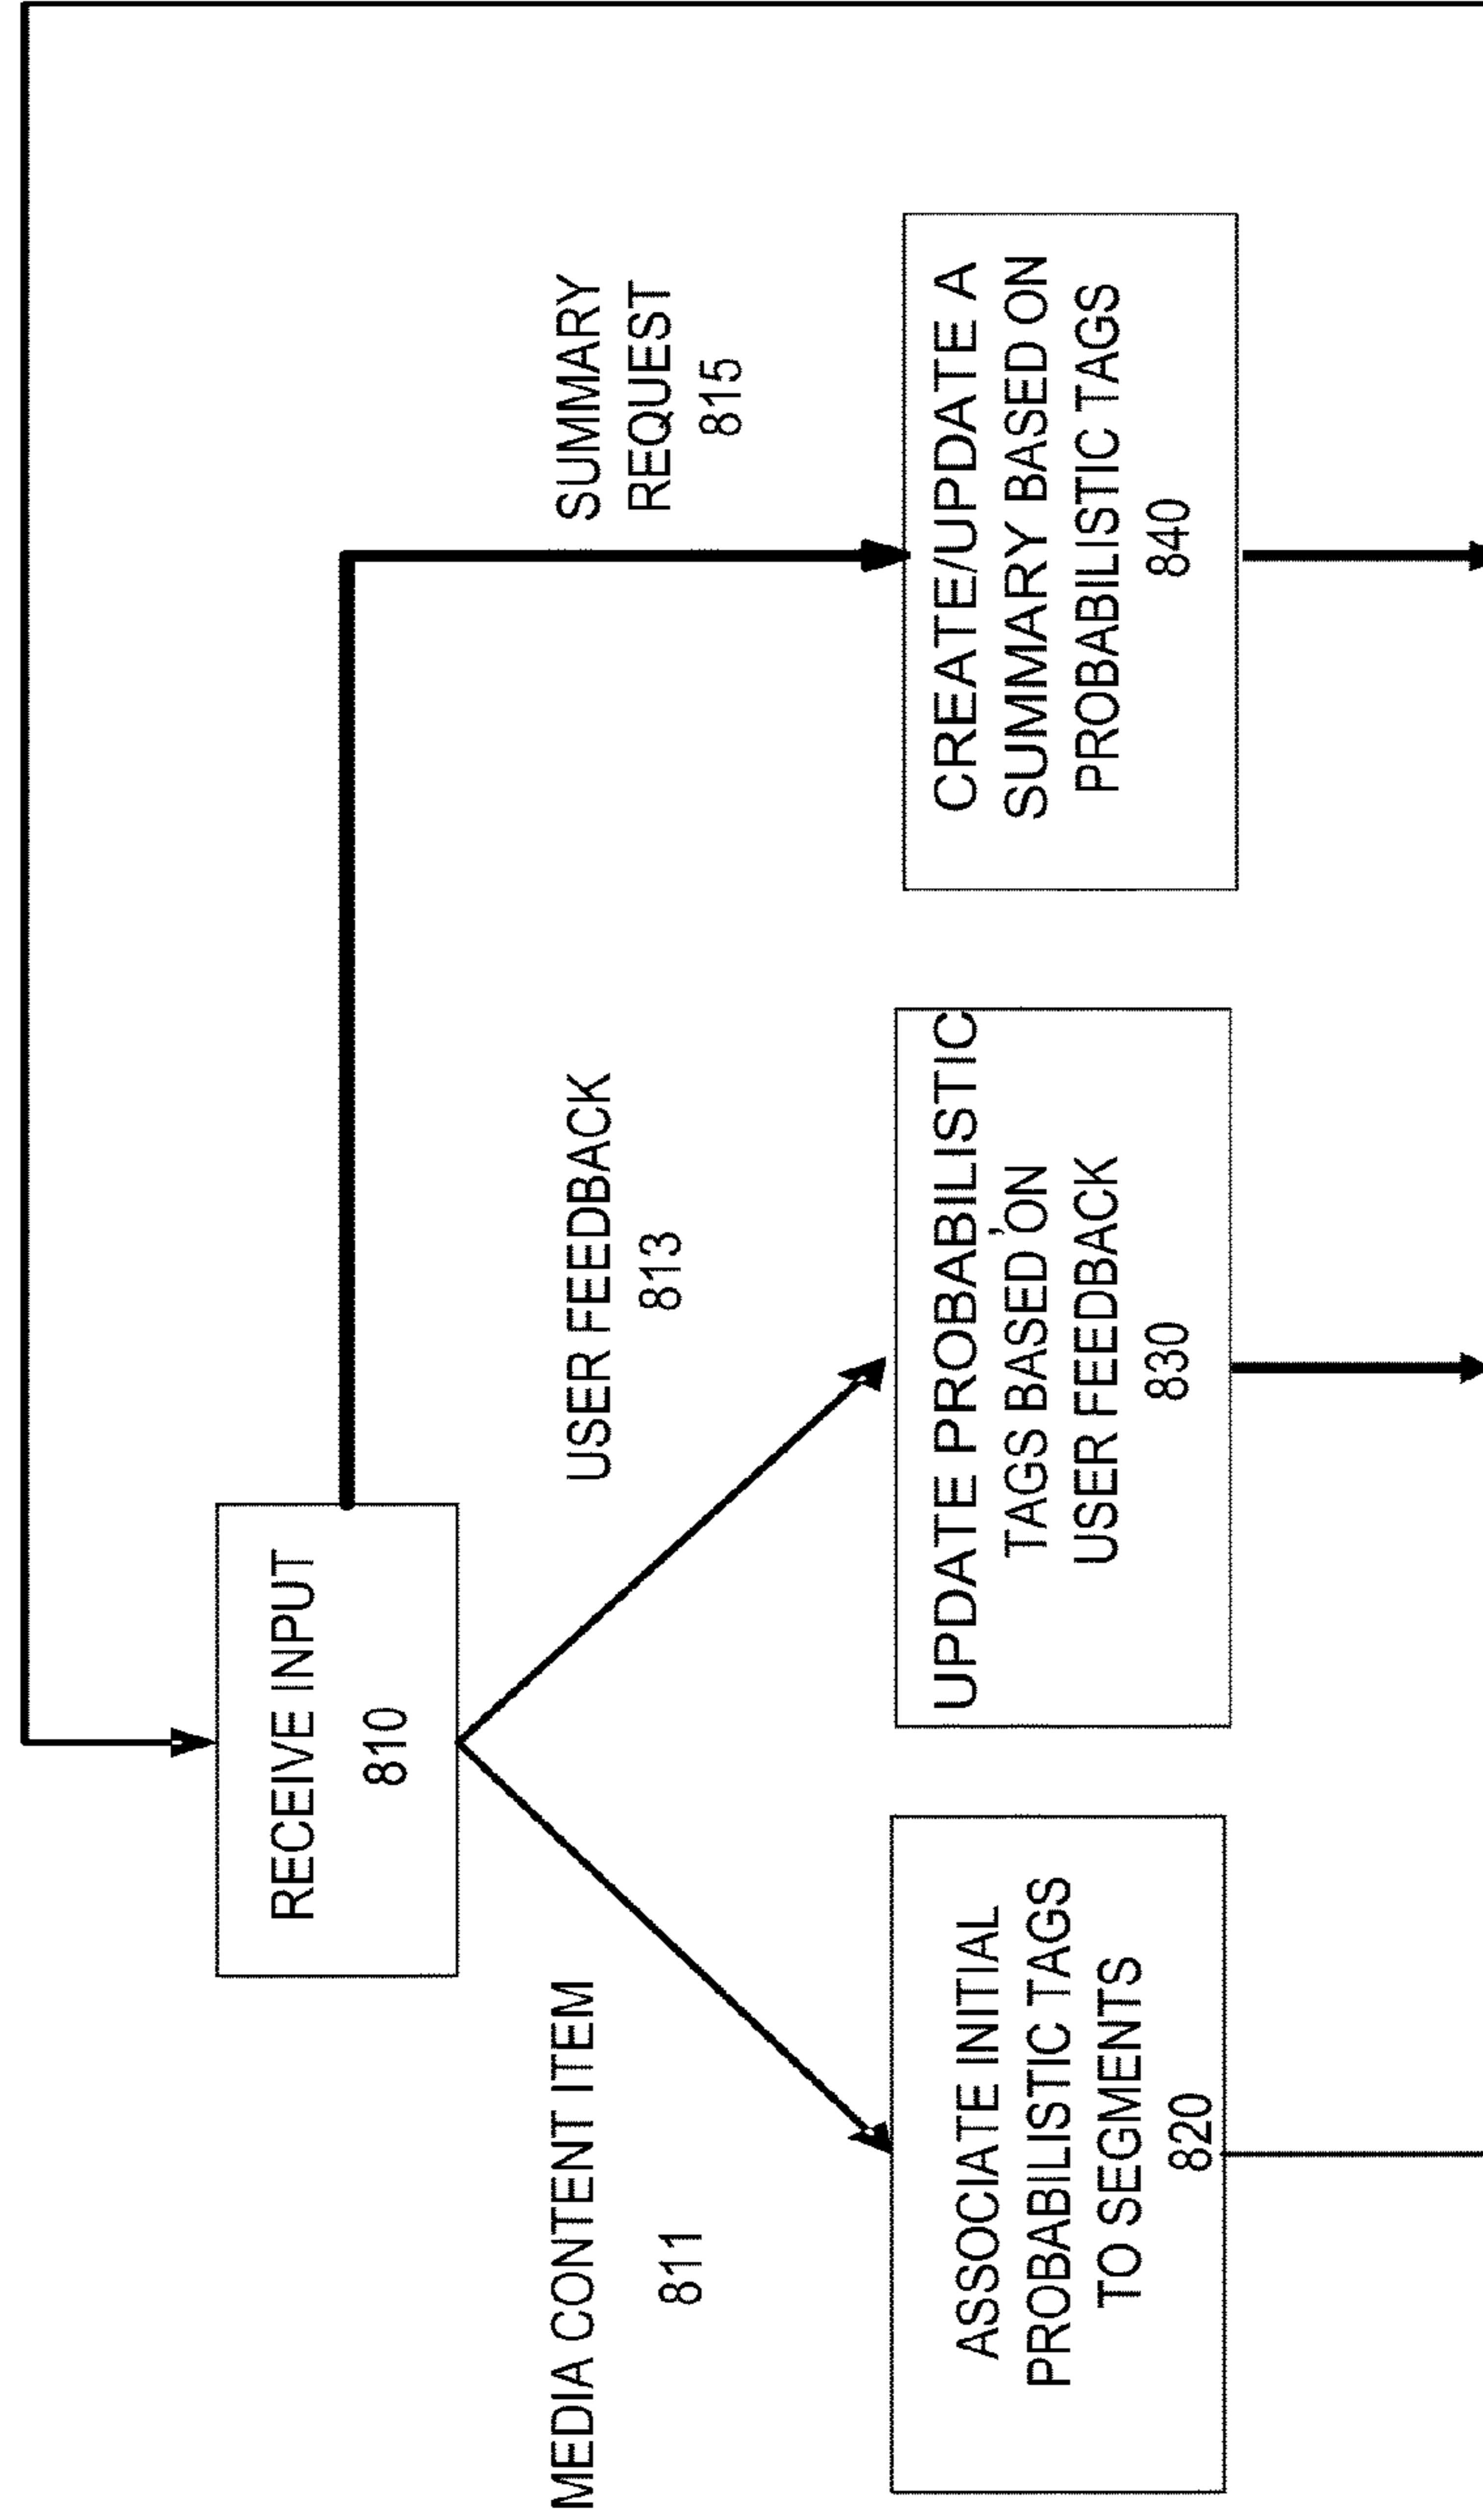 RECEIVE INPUT
810
MEDIA CONTENT ITEM
811
USER FEEDBACK
813
SUMMARY
REQUEST
815
ASSOCIATE INITIAL
PROBABILISTIC TAGS
TO SEGMENTS
820
UPDATE PROBABILISTIC
TAGS BASED ON
USER FEEDBACK
830
CREATE/UPDATE A
SUMMARY BASED ON
PROBABILISTIC TAGS
840